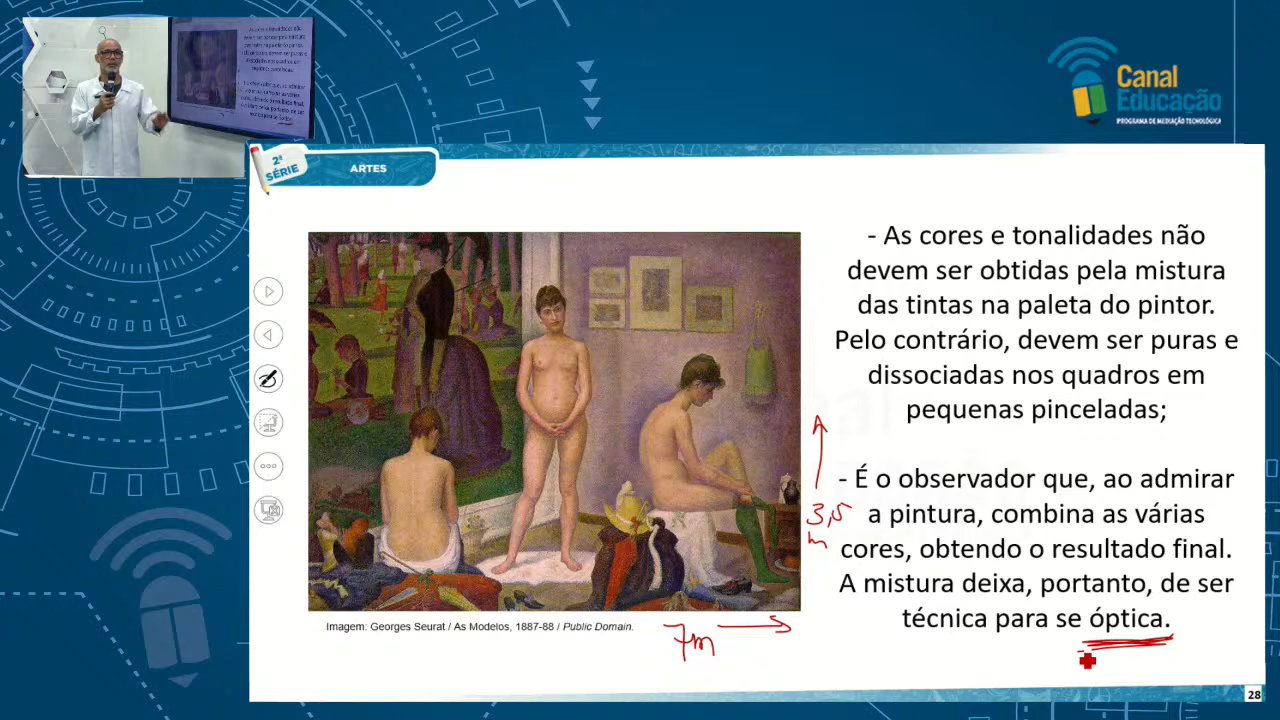 Canal
Educação
PROGRAMA DE MEDIAÇÃO TECNOLÓGICA
2ª
SÉRIE
ARTES
- As cores e tonalidades não
devem ser obtidas pela mistura
das tintas na paleta do pintor.
Pelo contrário, devem ser puras e
dissociadas nos quadros em
pequenas pinceladas;
- É o observador que, ao admirar
a pintura, combina as várias
cores, obtendo o resultado final.
A mistura deixa, portanto, de ser
técnica para se óptica.
3,5
m
Imagem: Georges Seurat / As Modelos, 1887-88 / Public Domain.
7m
28